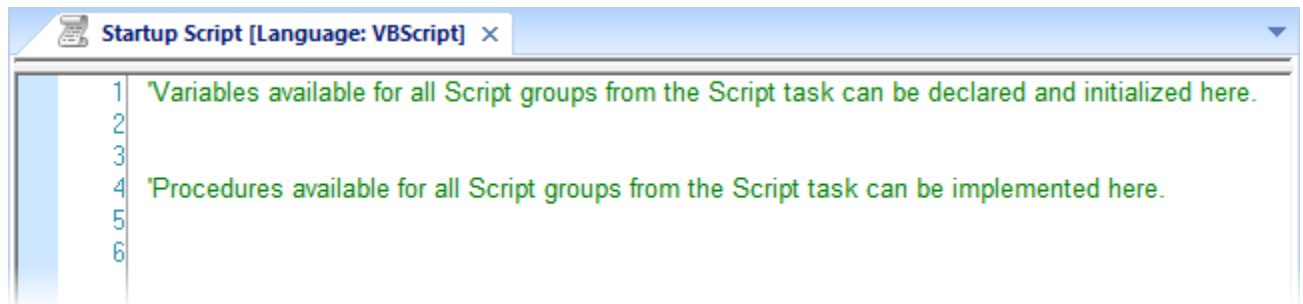 Startup Script [Language: VBScript] ×
1 'Variables available for all Script groups from the Script task can be declared and initialized here.
2
3
4 'Procedures available for all Script groups from the Script task can be implemented here.
5
6